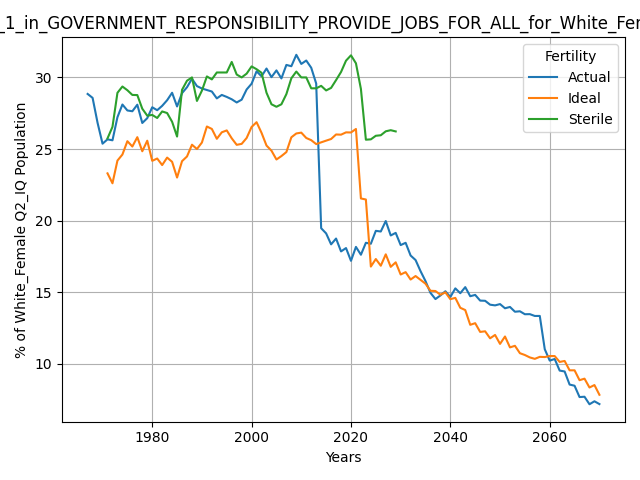 _1_in_GOVERNMENT_RESPONSIBILITY_PROVIDE_JOBS_FOR_ALL_for_White_Fe
Fertility
Actual
Ideal
Sterile
% of White_Female Q2_IQ Population
30
25
20
15
10
1980 2000 2020 2040 2060
Years